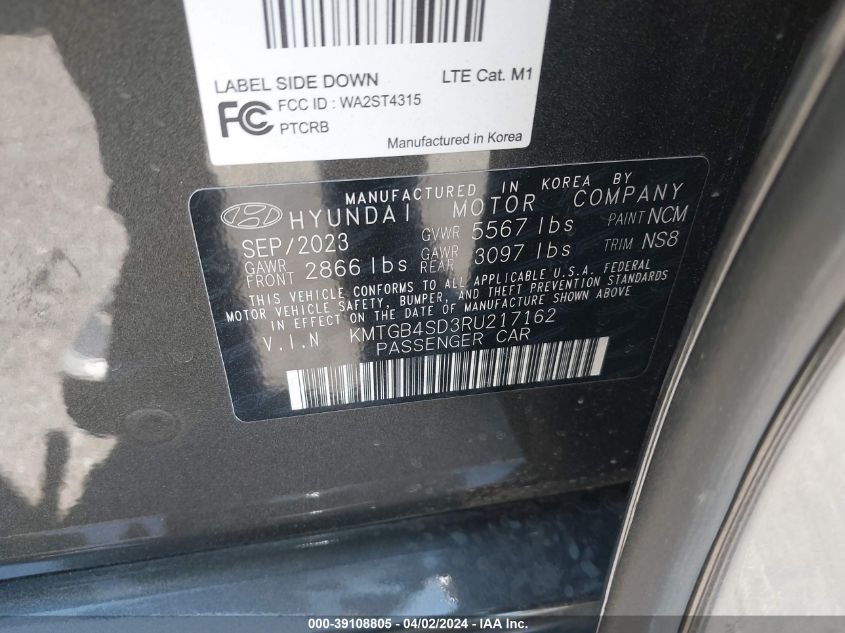 LABEL SIDE DOWN LTE Cat. M1
FC FCC ID : WA2ST4315
PTCRB
Manufactured in Korea
MANUFACTURED IN KOREA BY
HYUNDAI MOTOR COMPANY
SEP/2023 GVWR 5567 lbs PAINT NCM
GAWR FRONT 2866 lbs GAWR REAR 3097 lbs TRIM NS8
THIS VEHICLE CONFORMS TO ALL APPLICABLE U.S.A. FEDERAL
MOTOR VEHICLE SAFETY, BUMPER, AND THEFT PREVENTION STANDARDS
IN EFFECT ON THE DATE OF MANUFACTURE SHOWN ABOVE
V.I.N KMTGB4SD3RU217162
PASSENGER CAR
000-39108805 - 04/02/2024 - IAA Inc.